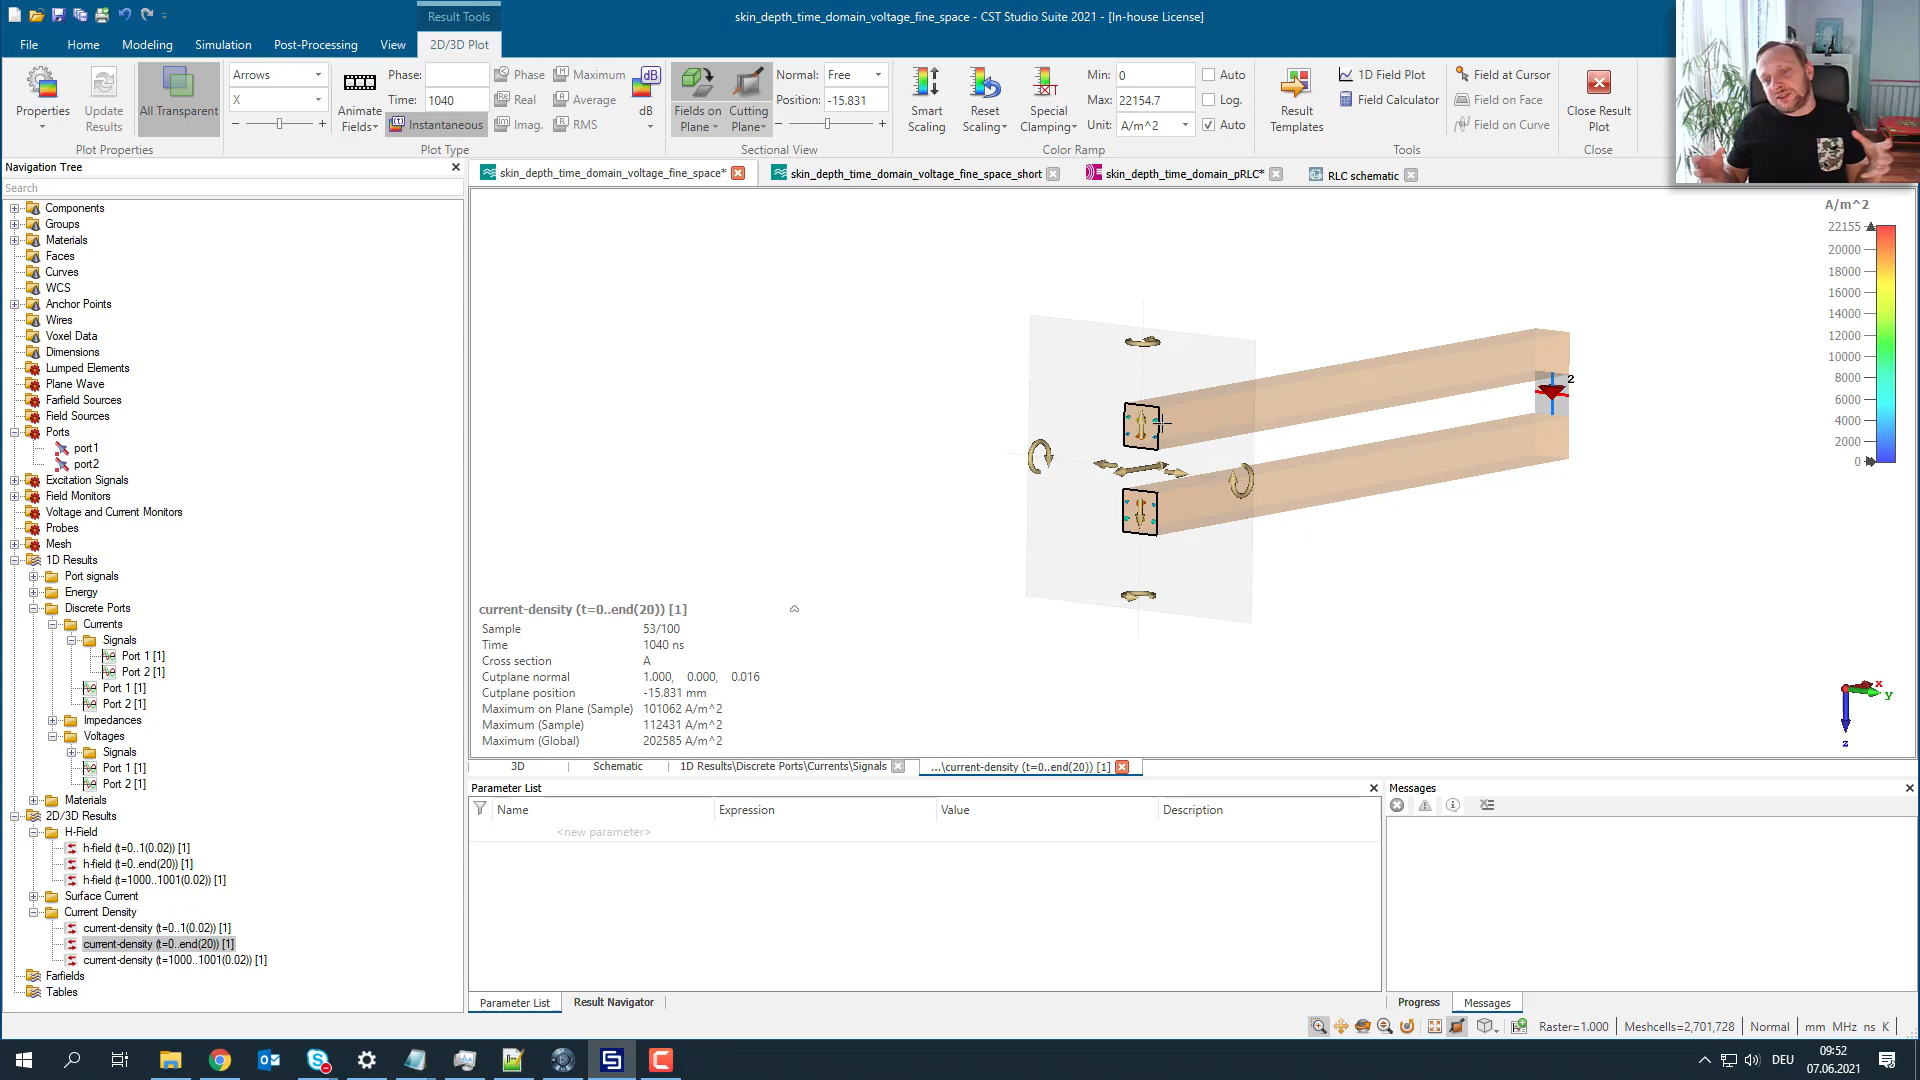 Result Tools
skin_depth_time_domain_voltage_fine_space - CST Studio Suite 2021 - [In-house License]
File Home Modeling Simulation Post-Processing View 2D/3D Plot
Properties
Update Results
All Transparent
Plot Properties
Arrows
X
Animate Fields
Phase:
Time: 1040
Instantaneous
Phase
Real
Imag.
Maximum
Average
RMS
dB
dB
Plot Type
Fields on Plane
Cutting Plane
Normal: Free
Position: -15.831
Sectional View
Smart Scaling
Reset Scaling
Special Clamping
Min: 0 Auto
Max: 22154.7 Log.
Unit: A/m^2 Auto
Color Ramp
Result Templates
1D Field Plot
Field Calculator
Field at Cursor
Field on Face
Field on Curve
Tools
Close Result Plot
Close
Navigation Tree
Search
Components
Groups
Materials
Faces
Curves
WCS
Anchor Points
Wires
Voxel Data
Dimensions
Lumped Elements
Plane Wave
Farfield Sources
Field Sources
Ports
port1
port2
Excitation Signals
Field Monitors
Voltage and Current Monitors
Probes
Mesh
1D Results
Port signals
Energy
Discrete Ports
Currents
Signals
Port 1 [1]
Port 2 [1]
Port 1 [1]
Port 2 [1]
Impedances
Voltages
Signals
Port 1 [1]
Port 2 [1]
Materials
2D/3D Results
H-Field
h-field (t=0..1(0.02)) [1]
h-field (t=0..end(20)) [1]
h-field (t=1000..1001(0.02)) [1]
Surface Current
Current Density
current-density (t=0..1(0.02)) [1]
current-density (t=0..end(20)) [1]
current-density (t=1000..1001(0.02)) [1]
Farfields
Tables
skin_depth_time_domain_voltage_fine_space* skin_depth_time_domain_voltage_fine_space_short skin_depth_time_domain_pRLC* RLC schematic
A/m^2
22155
20000
18000
16000
14000
12000
10000
8000
6000
4000
2000
0
2
x
y
z
current-density (t=0..end(20)) [1]
Sample 53/100
Time 1040 ns
Cross section A
Cutplane normal 1.000, 0.000, 0.016
Cutplane position -15.831 mm
Maximum on Plane (Sample) 101062 A/m^2
Maximum (Sample) 112431 A/m^2
Maximum (Global) 202585 A/m^2
3D Schematic 1D Results\Discrete Ports\Currents\Signals ...\current-density (t=0..end(20)) [1]
Parameter List
Name Expression Value Description
<new parameter>
Parameter List Result Navigator
Messages
Progress Messages
Raster=1.000 Meshcells=2,701,728 Normal mm MHz ns K
DEU
09:52
07.06.2021